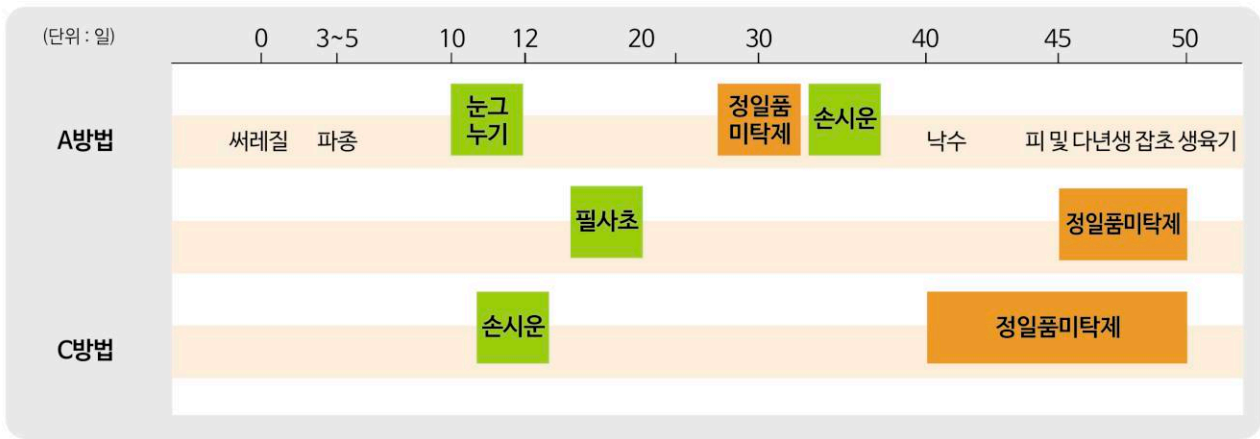 (단위 : 일) 0 3~5 10 12 20 30 40 45 50
눈그
누기
정일품
미탁제
손시운
A방법 써레질 파종 낙수 피 및 다년생 잡초 생육기
필사초 정일품미탁제
손시운 정일품미탁제
C방법